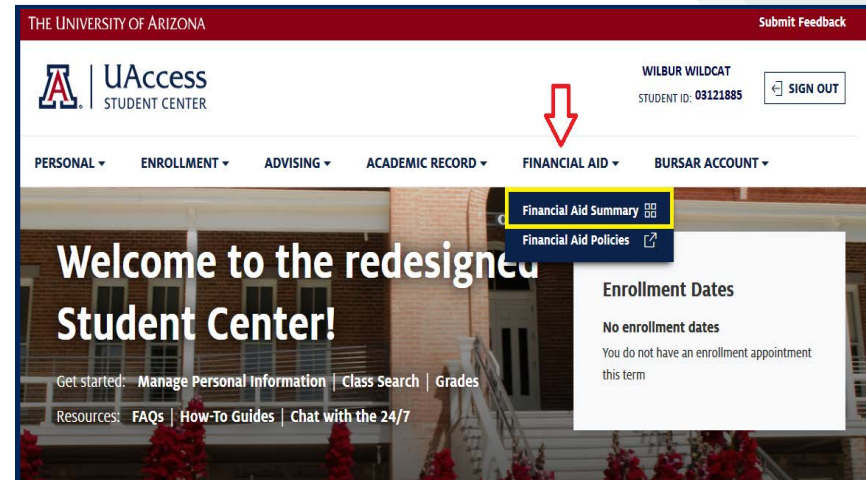 THE UNIVERSITY OF ARIZONA
Submit Feedback
A
UAccess
STUDENT CENTER
WILBUR WILDCAT
STUDENT ID: 03121885
SIGN OUT
PERSONAL
ENROLLMENT
ADVISING
ACADEMIC RECORD
FINANCIAL AID
BURSAR ACCOUNT
Financial Aid Summary
Financial Aid Policies
Welcome to the redesigned
Student Center!
Get started: Manage Personal Information | Class Search | Grades
Resources: FAQs | How-To Guides | Chat with the 24/7
Enrollment Dates
No enrollment dates
You do not have an enrollment appointment
this term